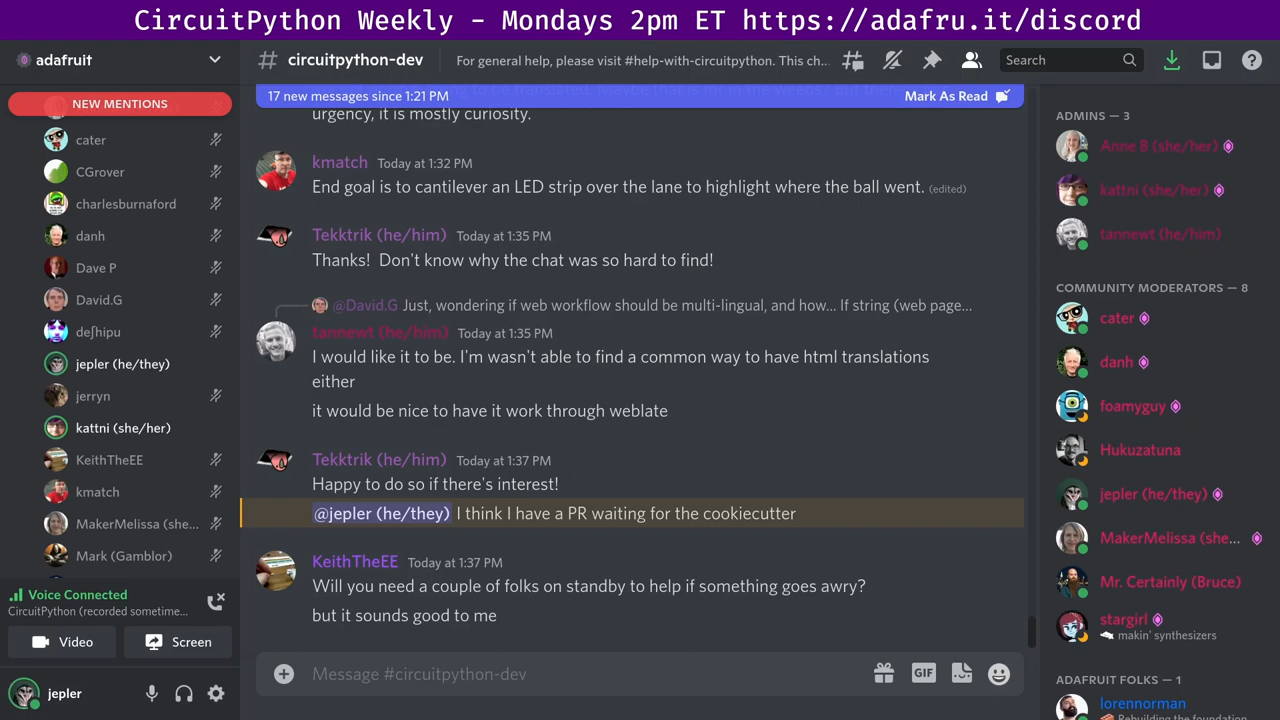 CircuitPython Weekly - Mondays 2pm ET https://adafru.it/discord
adafruit
NEW MENTIONS
cater
CGrover
charlesburnaford
danh
Dave P
David.G
deʃhipu
jepler (he/they)
jerryn
kattni (she/her)
KeithTheEE
kmatch
MakerMelissa (she...
Mark (Gamblor)
Voice Connected
CircuitPython (recorded sometime...
Video
Screen
jepler
# circuitpython-dev
For general help, please visit #help-with-circuitpython. This ch...
Search
17 new messages since 1:21 PM
Mark As Read
urgency, it is mostly curiosity.
kmatch Today at 1:32 PM
End goal is to cantilever an LED strip over the lane to highlight where the ball went. (edited)
Tekktrik (he/him) Today at 1:35 PM
Thanks! Don't know why the chat was so hard to find!
@David.G Just, wondering if web workflow should be multi-lingual, and how... If string (web page...
tannewt (he/him) Today at 1:35 PM
I would like it to be. I'm wasn't able to find a common way to have html translations
either
it would be nice to have it work through weblate
Tekktrik (he/him) Today at 1:37 PM
Happy to do so if there's interest!
@jepler (he/they) I think I have a PR waiting for the cookiecutter
KeithTheEE Today at 1:37 PM
Will you need a couple of folks on standby to help if something goes awry?
but it sounds good to me
Message #circuitpython-dev
GIF
ADMINS — 3
Anne B (she/her)
kattni (she/her)
tannewt (he/him)
COMMUNITY MODERATORS — 8
cater
danh
foamyguy
Hukuzatuna
jepler (he/they)
MakerMelissa (she...
Mr. Certainly (Bruce)
stargirl
makin' synthesizers
ADAFRUIT FOLKS — 1
lorennorman
Rebuilding the foundation